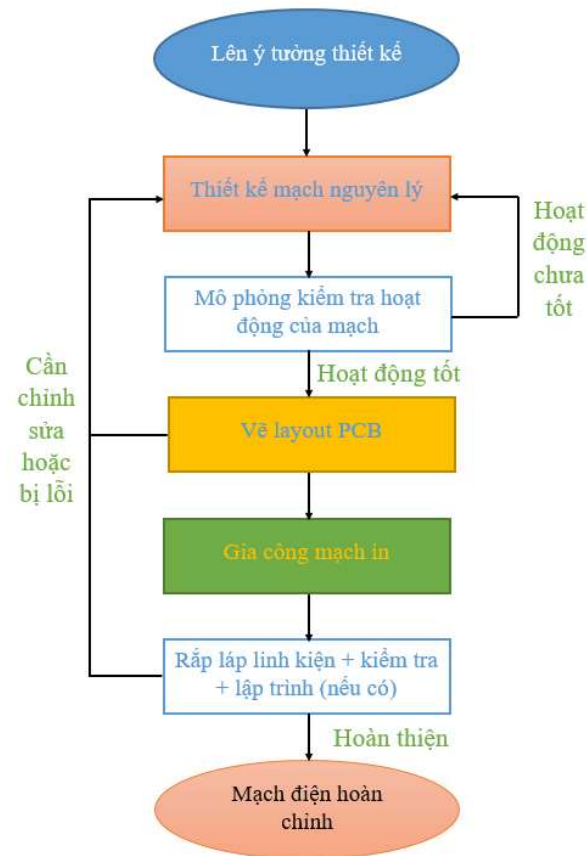 Lên ý tưởng thiết kế
Thiết kế mạch nguyên lý
Hoạt
động
chưa
tốt
Mô phỏng kiểm tra hoạt
động của mạch
Hoạt động tốt
Cần
chỉnh
sửa
hoặc
bị lỗi
Vẽ layout PCB
Gia công mạch in
Rắp láp linh kiện + kiểm tra
+ lập trình (nếu có)
Hoàn thiện
Mạch điện hoàn
chỉnh